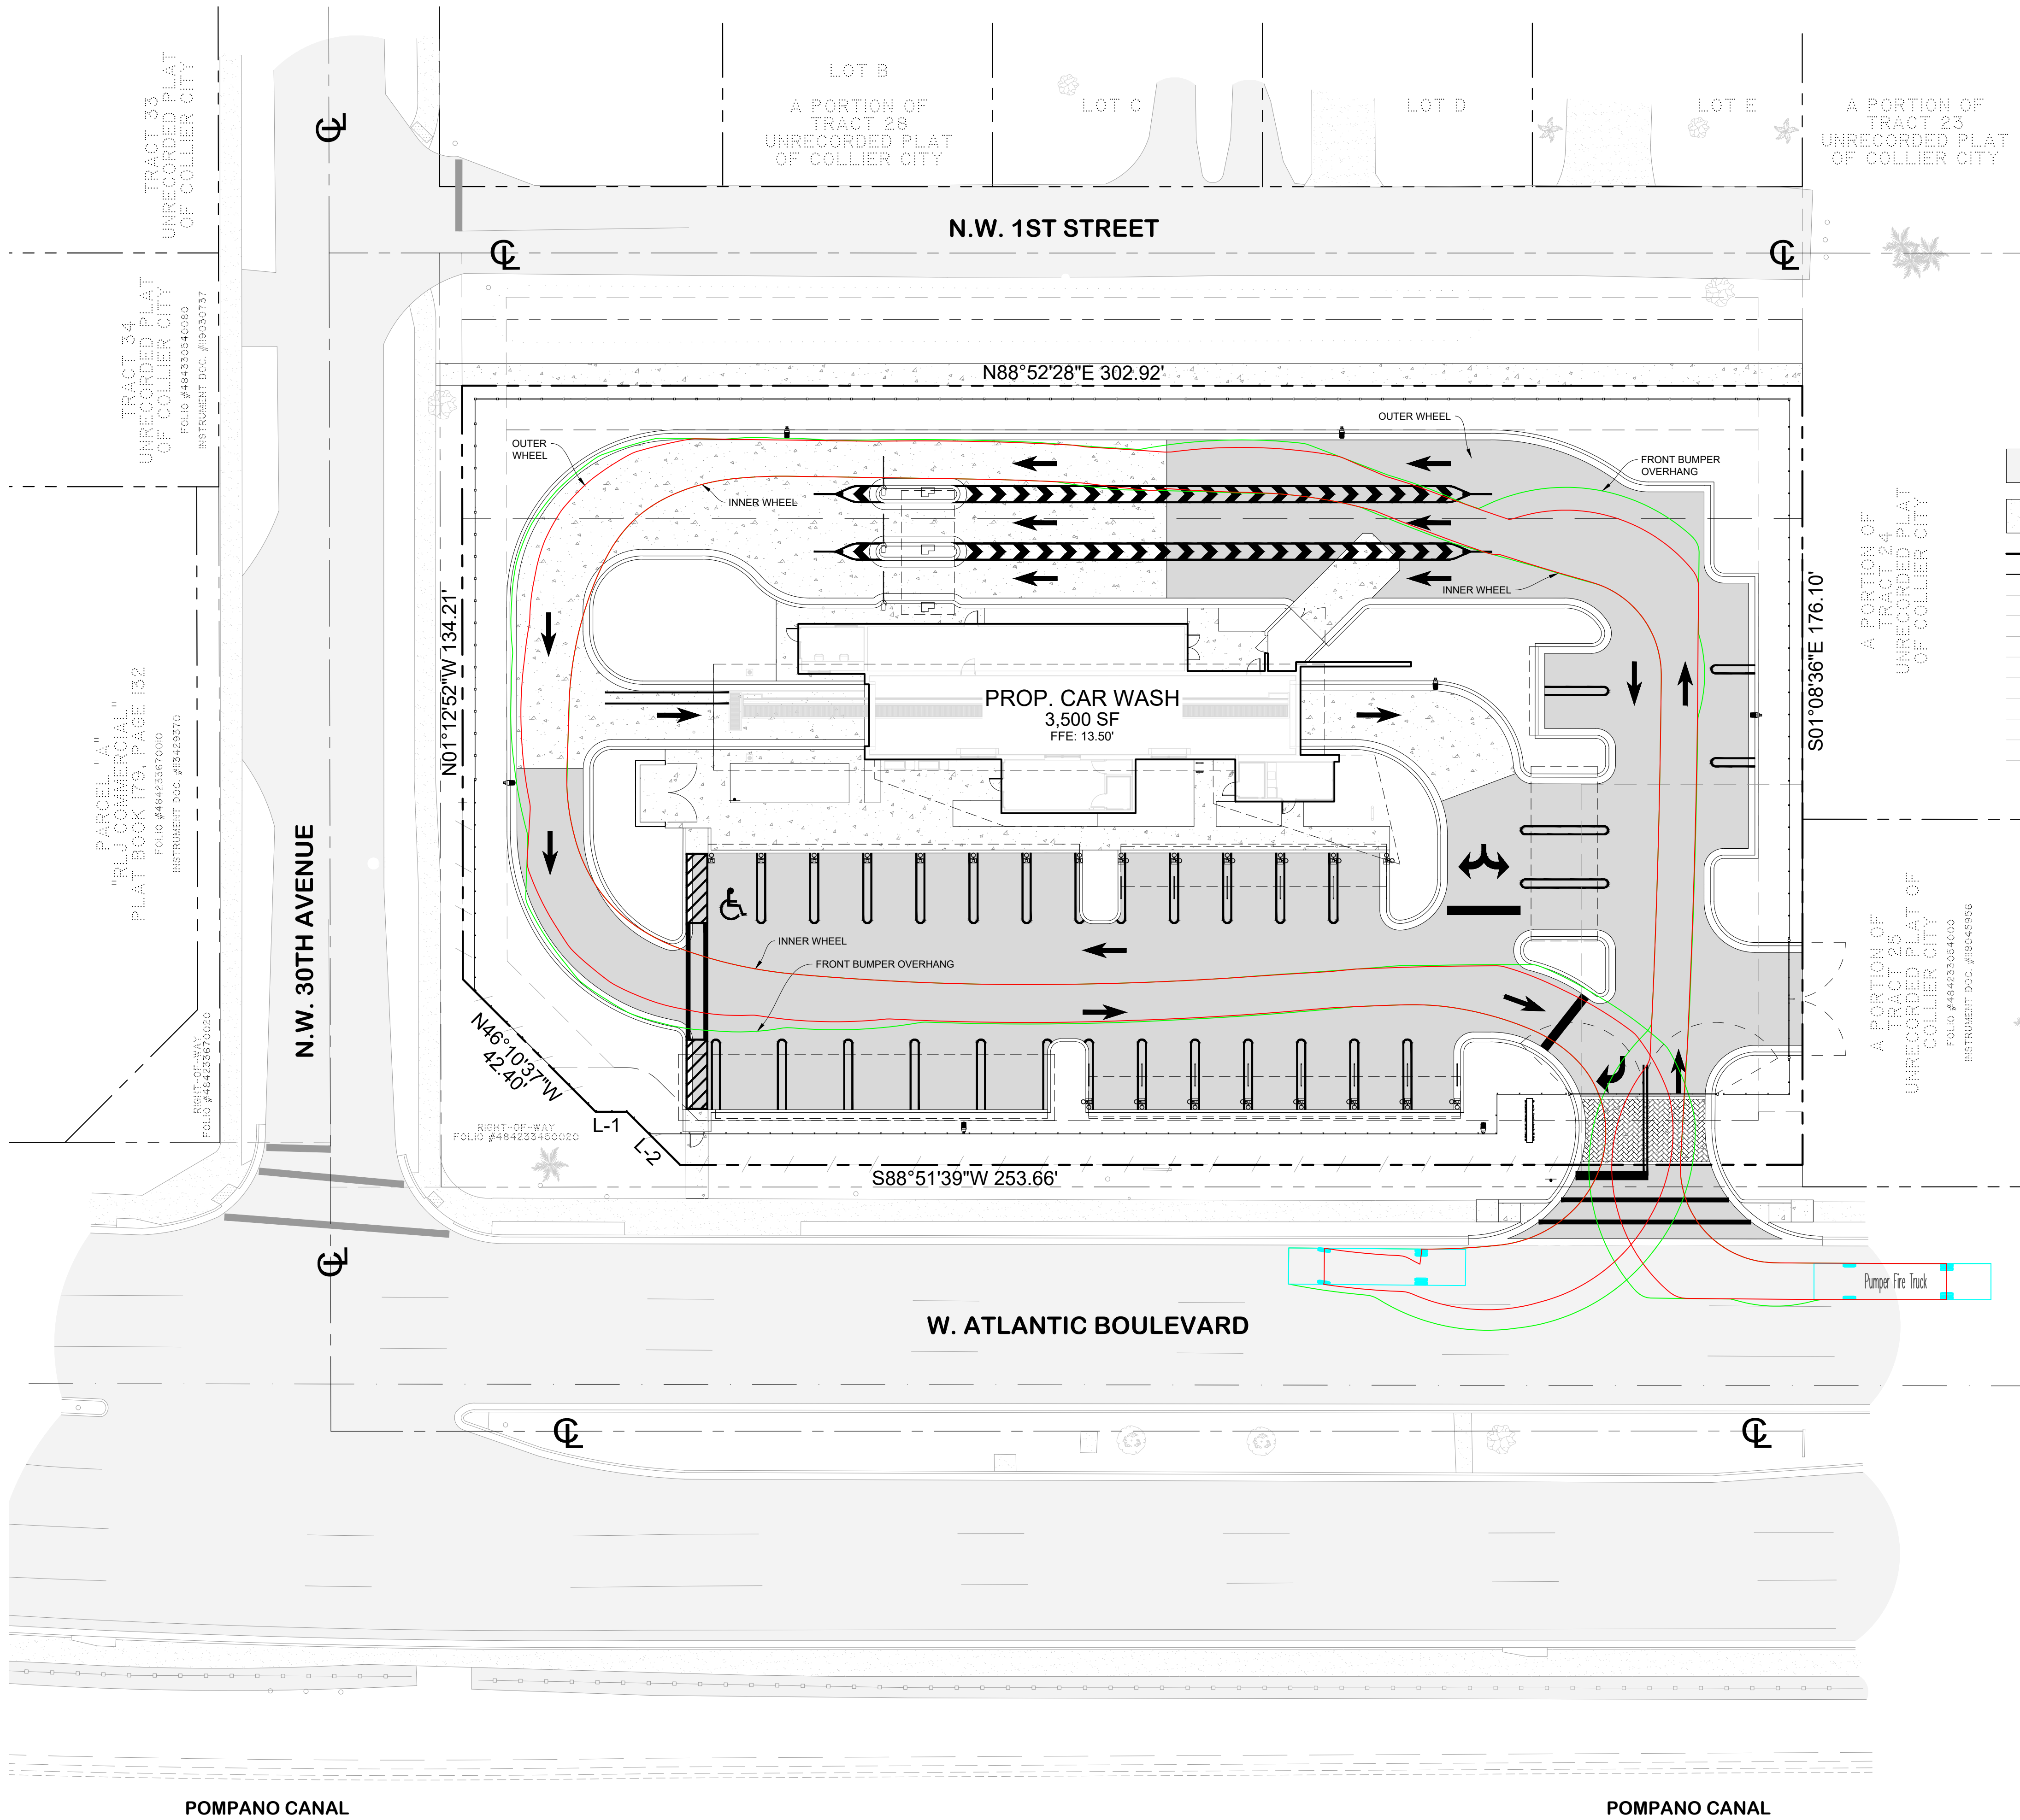 TRACT 33
UNRECORDED PLAT
OF COLLIER CITY
LOT B
A PORTION OF
TRACT 28
UNRECORDED PLAT
OF COLLIER CITY
LOT C
LOT D
LOT E
A PORTION OF
TRACT 23
UNRECORDED PLAT
OF COLLIER CITY
N.W. 1ST STREET
TRACT 34
UNRECORDED PLAT
OF COLLIER CITY
FOLIO #4842330540080
INSTRUMENT DOC. #119030737
N88°52'28"E 302.92'
OUTER
WHEEL
INNER WHEEL
OUTER WHEEL
FRONT BUMPER
OVERHANG
INNER WHEEL
A PORTION OF
TRACT 24
UNRECORDED PLAT
OF COLLIER CITY
N01°12'52"W 134.21'
S01°08'36"E 176.10'
PROP. CAR WASH
3,500 SF
FFE: 13.50'
PARCEL "A"
"RLJ COMMERCIAL"
PLAT BOOK 179, PAGE 132
FOLIO #484233670010
INSTRUMENT DOC. #113429370
N.W. 30TH AVENUE
INNER WHEEL
FRONT BUMPER OVERHANG
A PORTION OF
TRACT 25
UNRECORDED PLAT OF
COLLIER CITY
FOLIO #484233054000
INSTRUMENT DOC. #118045956
N46°10'37"W
42.40'
RIGHT-OF-WAY
FOLIO #484233670020
L-1
L-2
RIGHT-OF-WAY
FOLIO #484233450020
S88°51'39"W 253.66'
Pumper Fire Truck
W. ATLANTIC BOULEVARD
POMPANO CANAL
POMPANO CANAL